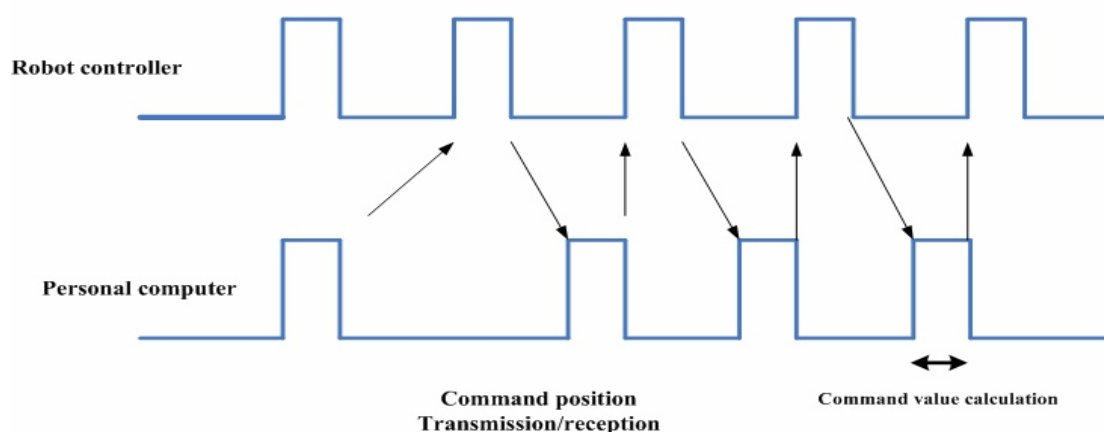 Robot controller
Personal computer
Command position
Transmission/reception
Command value calculation